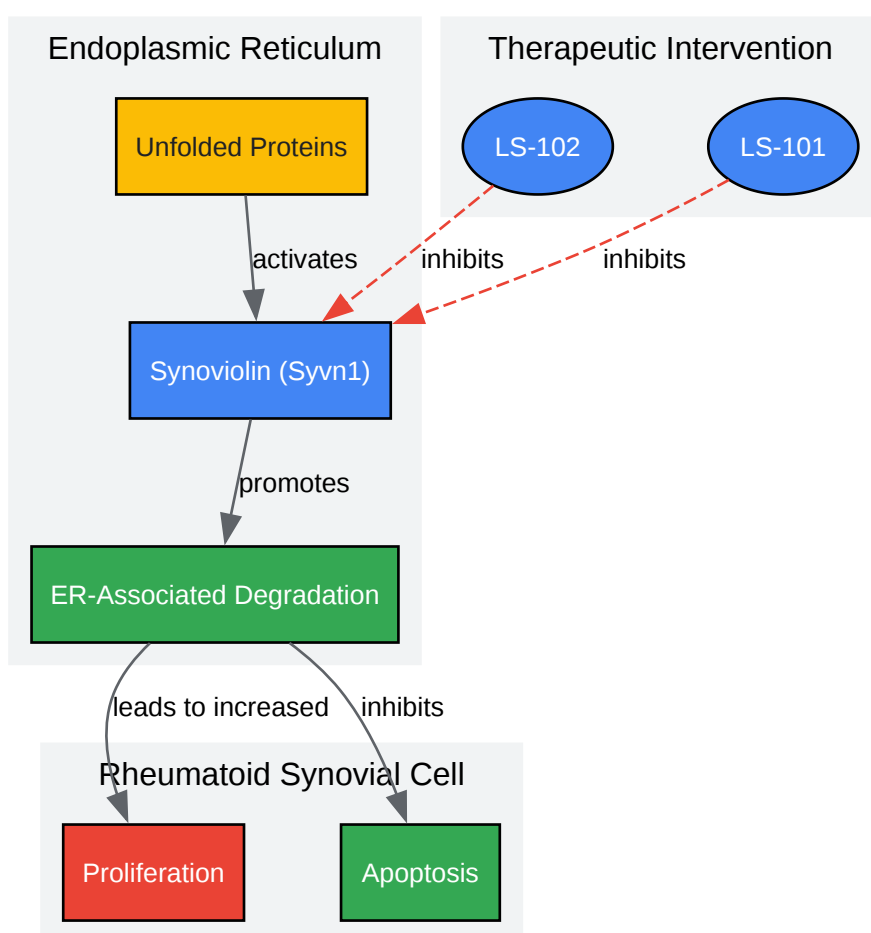 Endoplasmic Reticulum
Therapeutic Intervention
Unfolded Proteins
LS-102
LS-101
activates
inhibits
inhibits
Synoviolin (Syvn1)
promotes
ER-Associated Degradation
leads to increased
inhibits
Rheumatoid Synovial Cell
Proliferation
Apoptosis